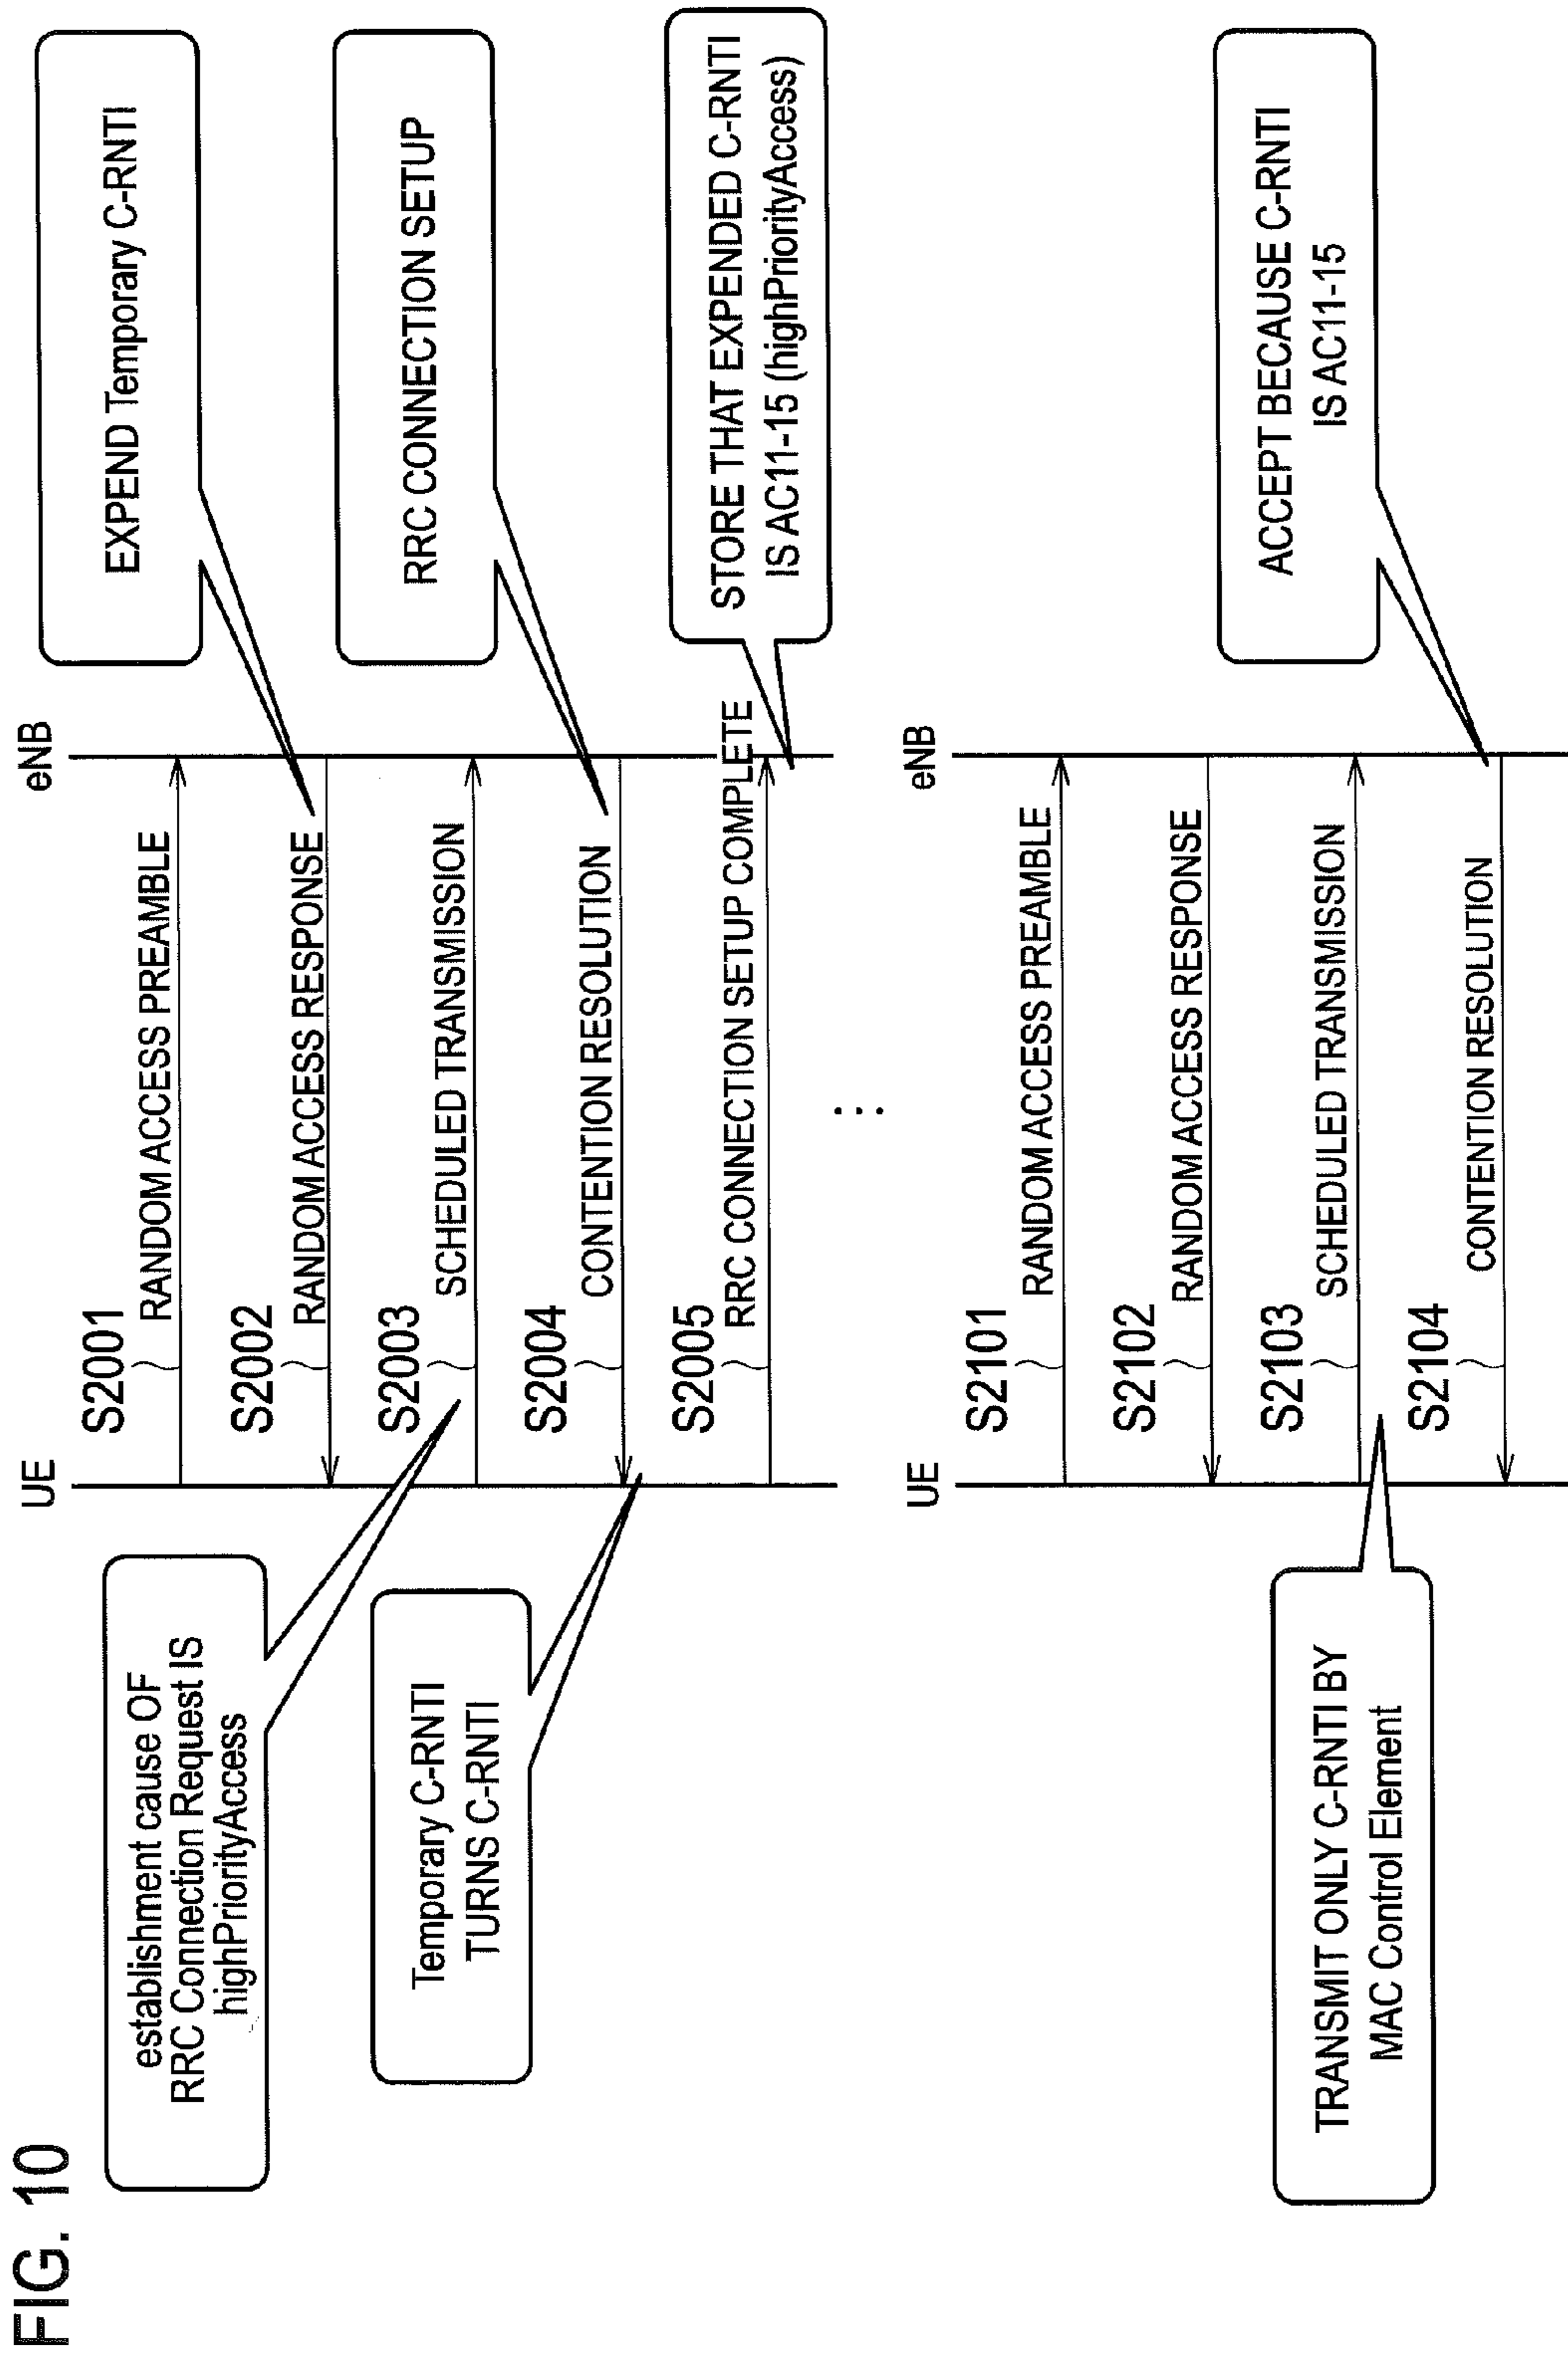 FIG. 10
UE
eNB
S2001
RANDOM ACCESS PREAMBLE
EXPEND Temporary C-RNTI
S2002
RANDOM ACCESS RESPONSE
establishment cause OF
RRC Connection Request IS
highPriorityAccess
S2003
SCHEDULED TRANSMISSION
RRC CONNECTION SETUP
S2004
CONTENTION RESOLUTION
Temporary C-RNTI
TURNS C-RNTI
S2005
RRC CONNECTION SETUP COMPLETE
STORE THAT EXPENDED C-RNTI
IS AC11-15 (highPriorityAccess)
...
UE
eNB
S2101
RANDOM ACCESS PREAMBLE
S2102
RANDOM ACCESS RESPONSE
S2103
SCHEDULED TRANSMISSION
TRANSMIT ONLY C-RNTI BY
MAC Control Element
ACCEPT BECAUSE C-RNTI
IS AC11-15
S2104
CONTENTION RESOLUTION